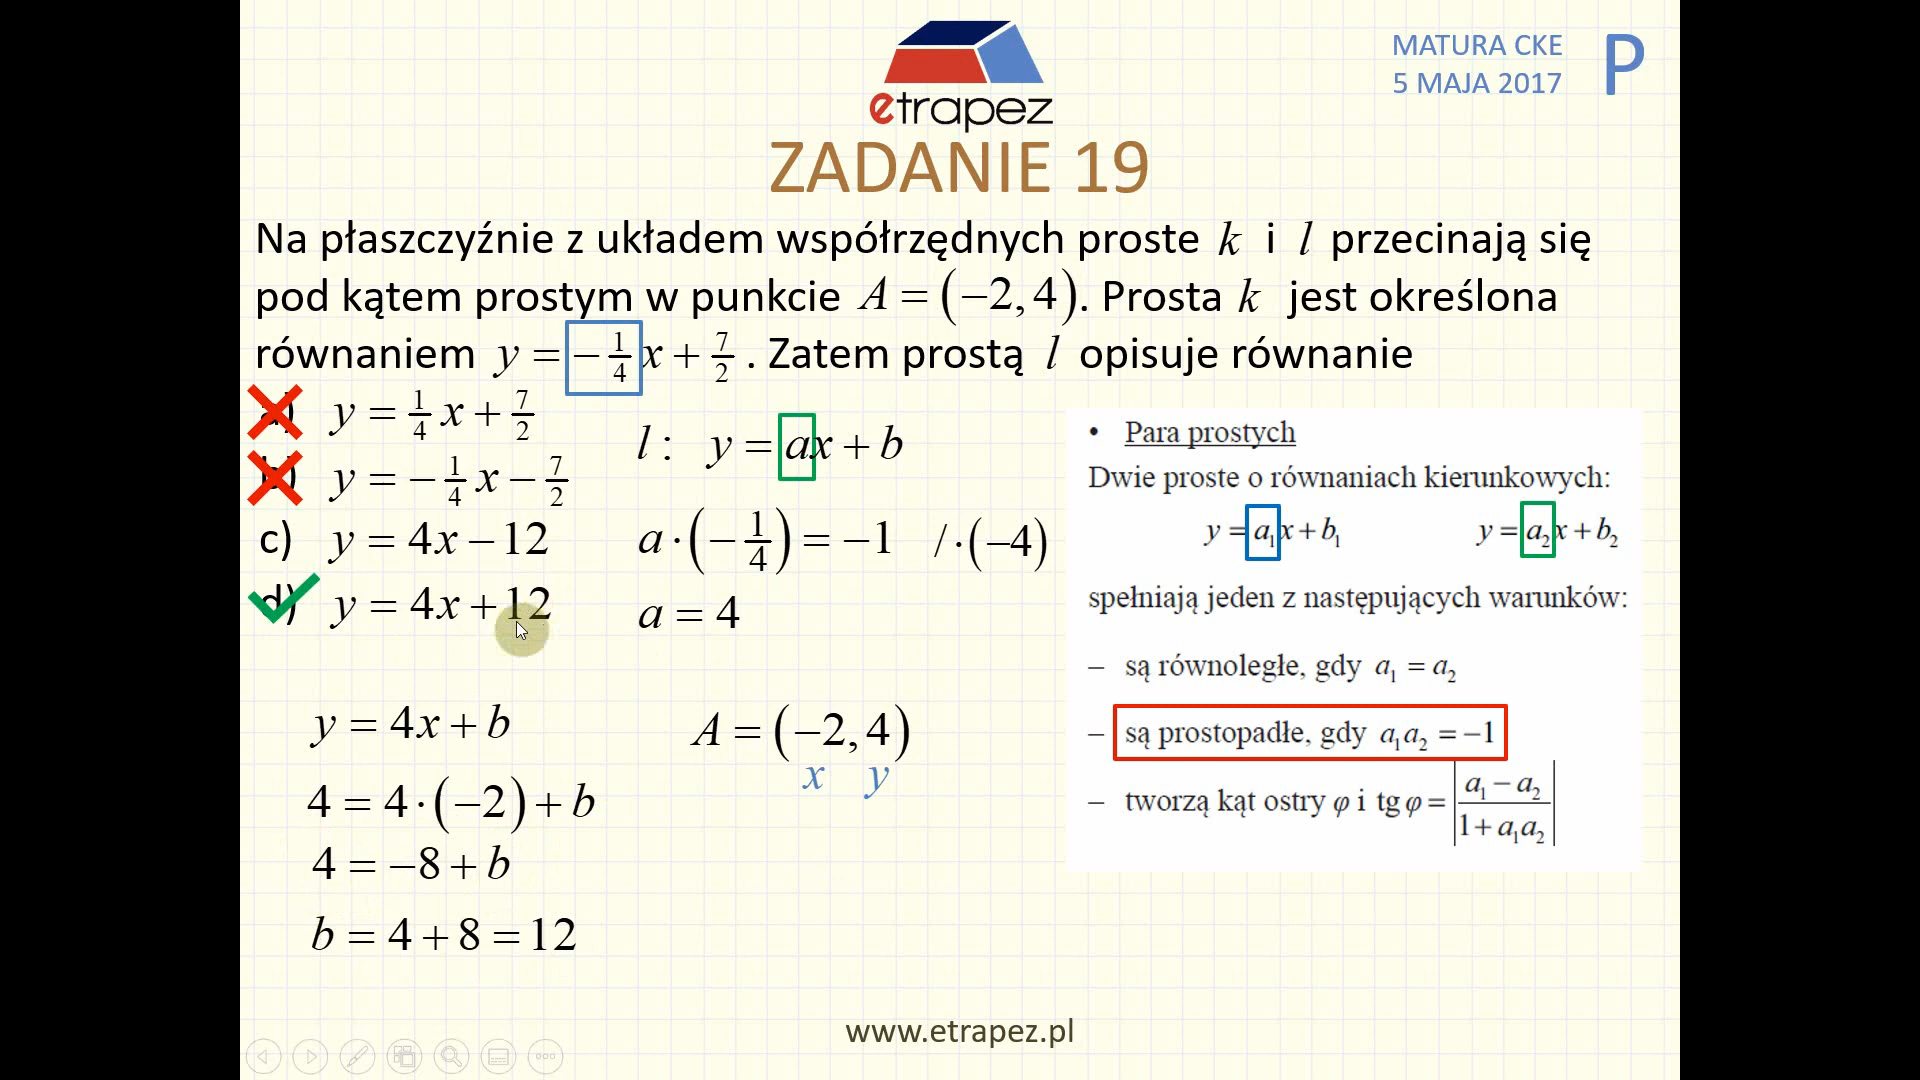 etrapez
MATURA CKE
5 MAJA 2017
P
ZADANIE 19
Na płaszczyźnie z układem współrzędnych proste k i l przecinają się
pod kątem prostym w punkcie A = (−2, 4). Prosta k jest określona
równaniem y = −1/4 x + 7/2 . Zatem prostą l opisuje równanie
a) y = 1/4 x + 7/2
b) y = −1/4 x − 7/2
c) y = 4x − 12
d) y = 4x + 12
l : y = ax + b
a · (−1/4) = −1 / · (−4)
a = 4
y = 4x + b
4 = 4 · (−2) + b
4 = −8 + b
b = 4 + 8 = 12
A = (−2, 4)
x y
• Para prostych
Dwie proste o równaniach kierunkowych:
y = a₁x + b₁ y = a₂x + b₂
spełniają jeden z następujących warunków:
– są równoległe, gdy a₁ = a₂
– są prostopadłe, gdy a₁a₂ = −1
– tworzą kąt ostry φ i tg φ = |(a₁ − a₂)/(1 + a₁a₂)|
www.etrapez.pl